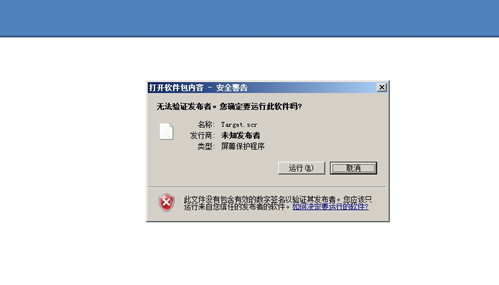 打开软件包内容 - 安全警告
无法验证发布者。您确定要运行此软件吗?
名称: Target.scr
发行商: 未知发布者
类型: 屏幕保护程序
运行(R) 取消
此文件没有包含有效的数字签名以验证其发布者。您应该只
运行来自您信任的发布者的软件。如何决定要运行的软件?